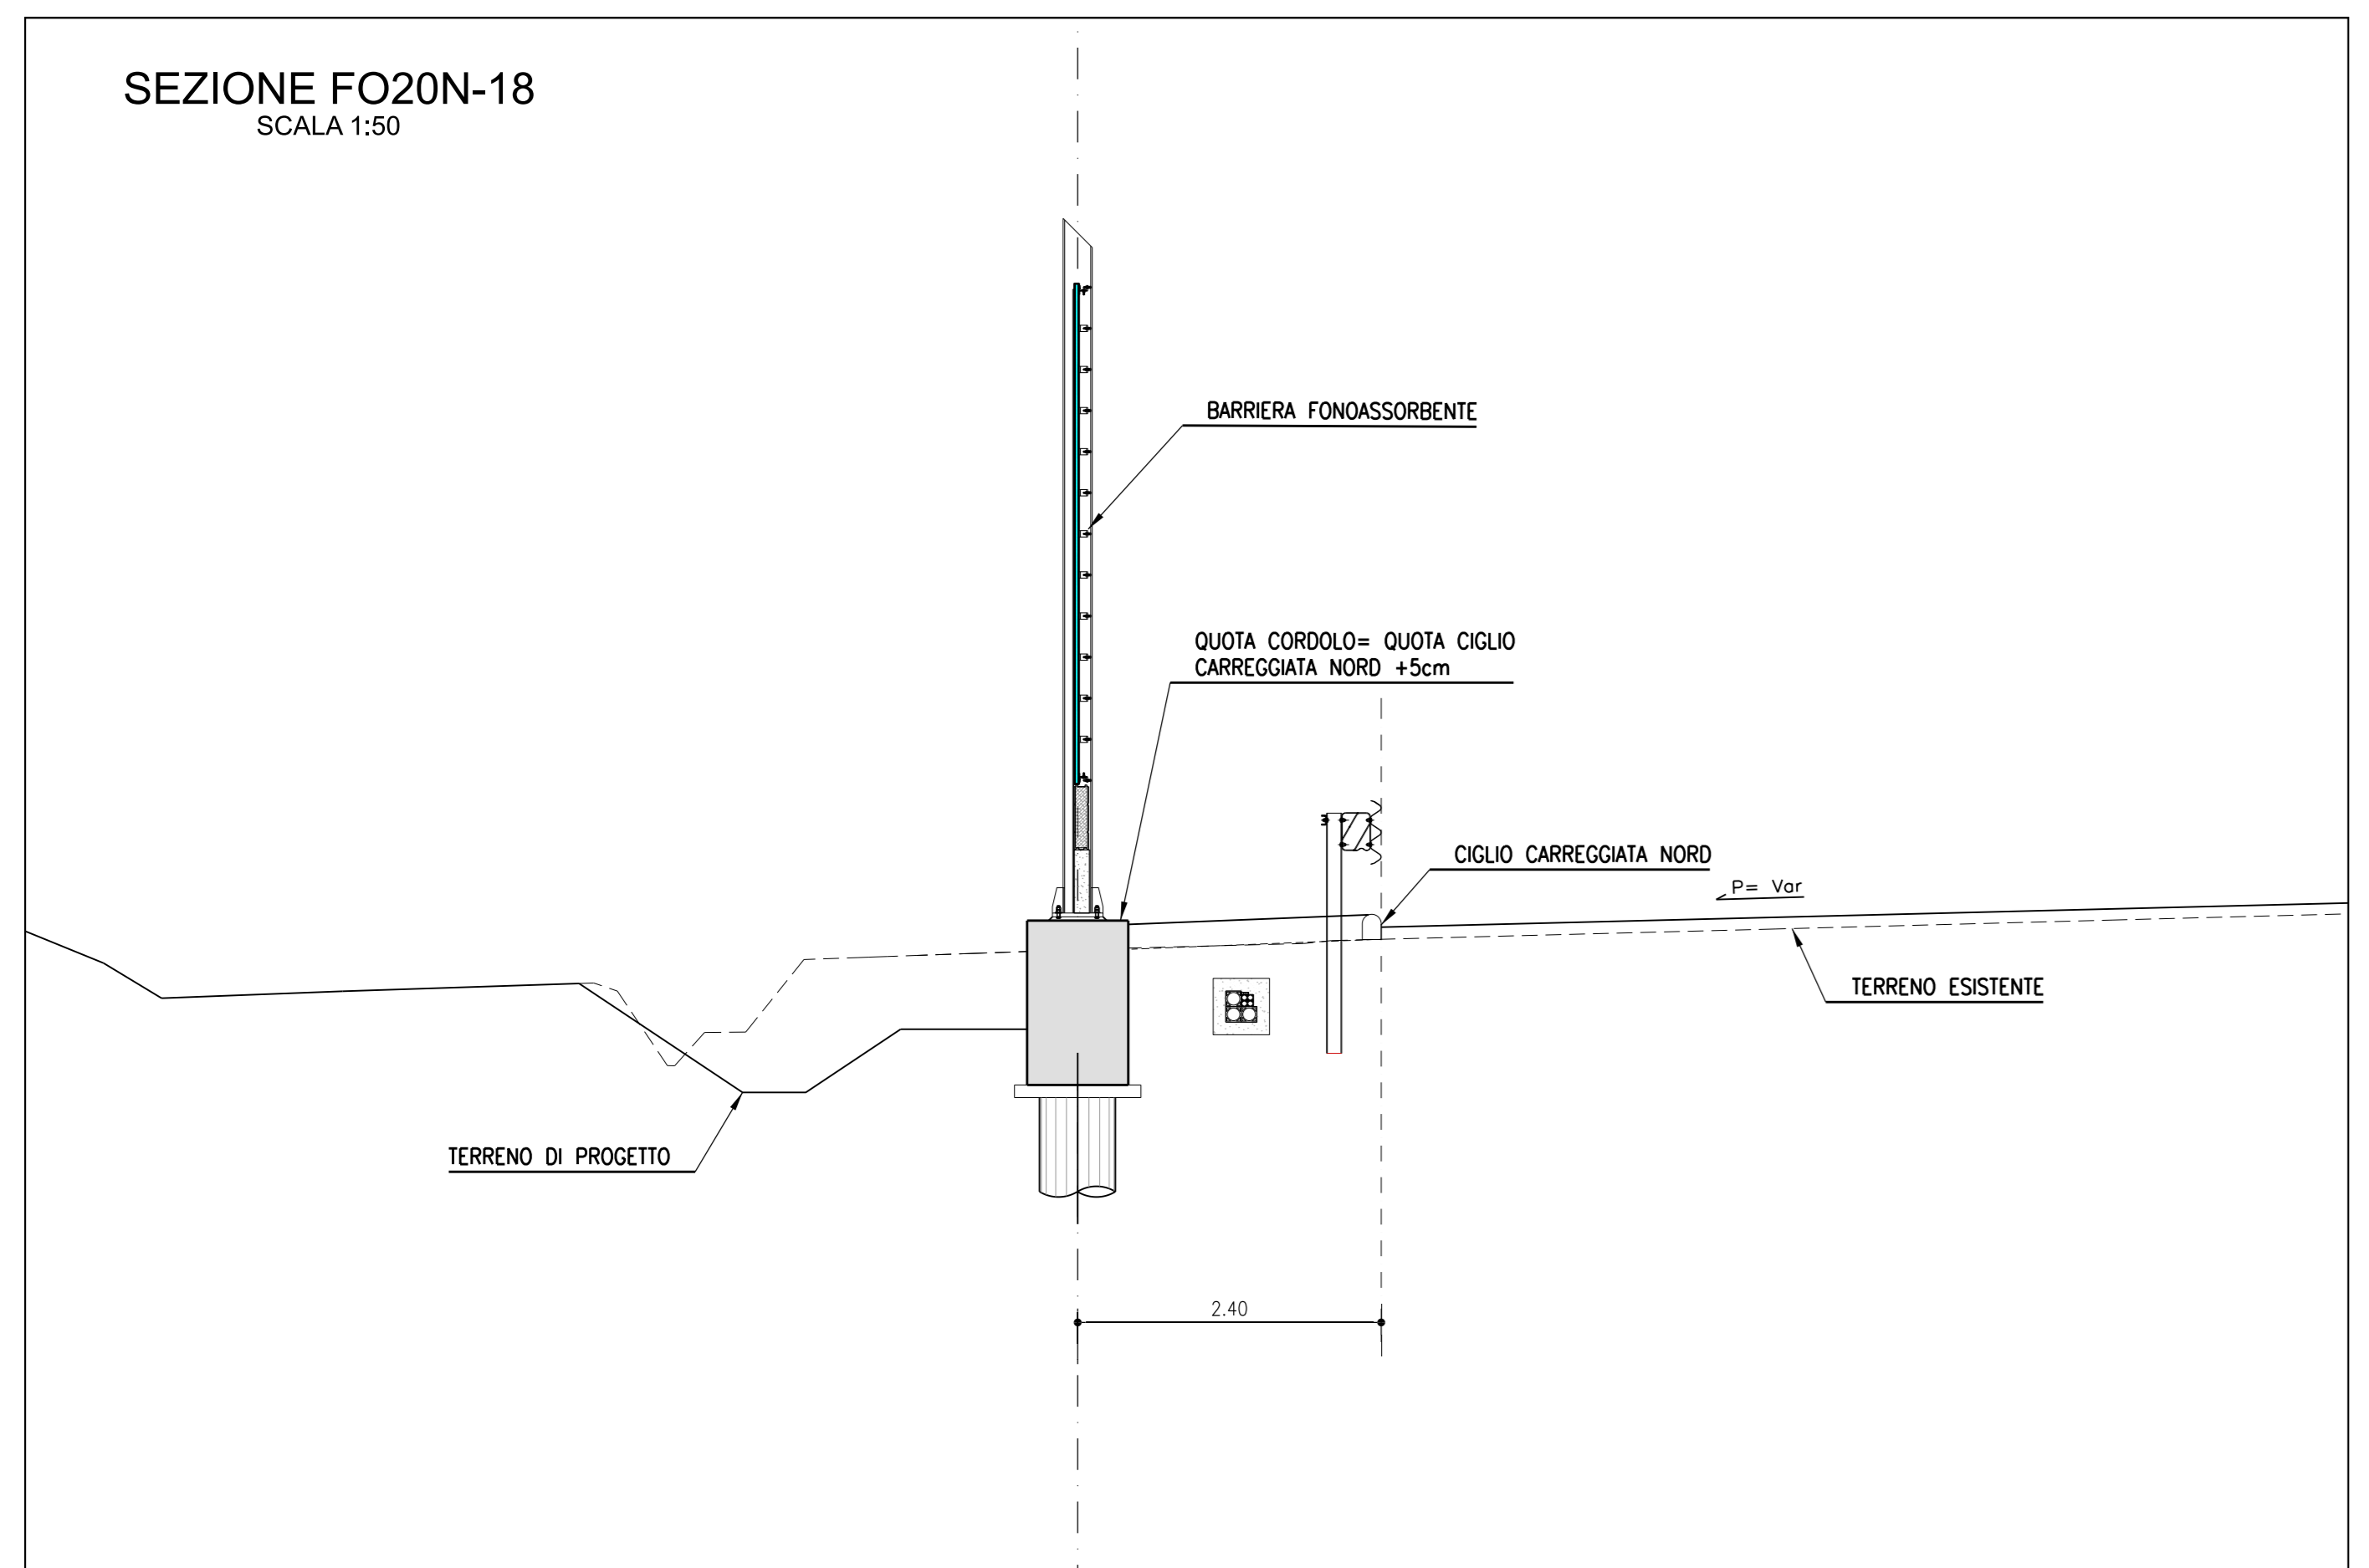 SEZIONE FO20N-18
SCALA 1:50
BARRIERA FONOASSORBENTE
QUOTA CORDOLO= QUOTA CIGLIO
CARREGGIATA NORD +5cm
CIGLIO CARREGGIATA NORD
P= Var
TERRENO ESISTENTE
TERRENO DI PROGETTO
2.40